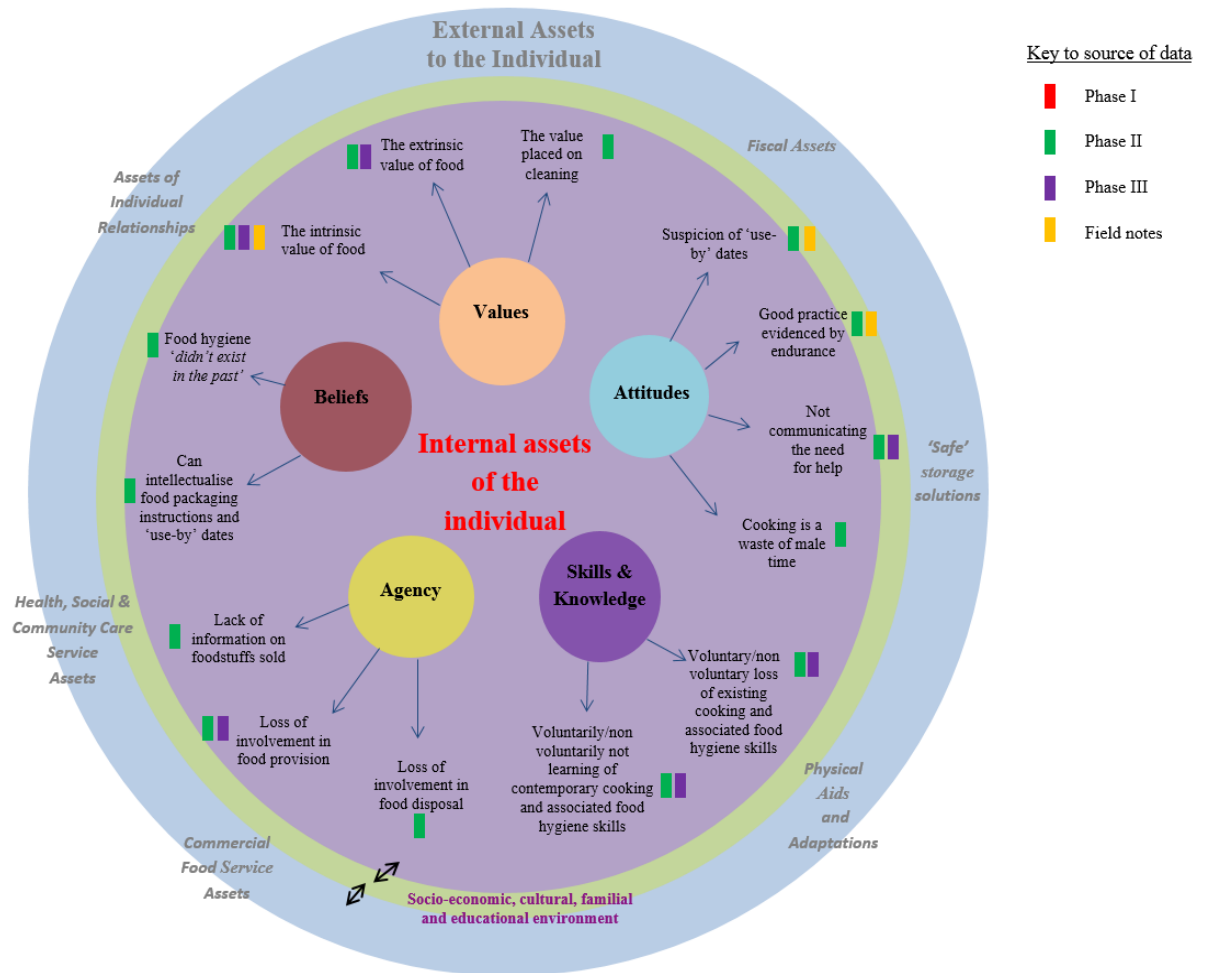 External Assets
to the Individual
Key to source of data
Phase I
Phase II
Phase III
Field notes
Fiscal Assets
Assets of
Individual
Relationships
‘Safe’
storage
solutions
Health, Social &
Community Care
Service
Assets
Physical
Aids
and
Adaptations
Commercial
Food Service
Assets
The extrinsic
value of food
The value
placed on
cleaning
The intrinsic
value of food
Values
Suspicion of ‘use-
by’ dates
Good practice
evidenced by
endurance
Attitudes
Not
communicating
the need
for help
Cooking is a
waste of male
time
Food hygiene
‘didn’t exist
in the past’
Beliefs
Can
intellectualise
food packaging
instructions and
‘use-by’ dates
Internal assets
of the
individual
Agency
Lack of
information on
foodstuffs sold
Loss of
involvement in
food provision
Loss of
involvement in
food disposal
Skills &
Knowledge
Voluntary/non
voluntary loss
of existing
cooking and
associated food
hygiene skills
Voluntarily/non
voluntarily not
learning of
contemporary cooking
and associated food
hygiene skills
Socio-economic, cultural, familial
and educational environment